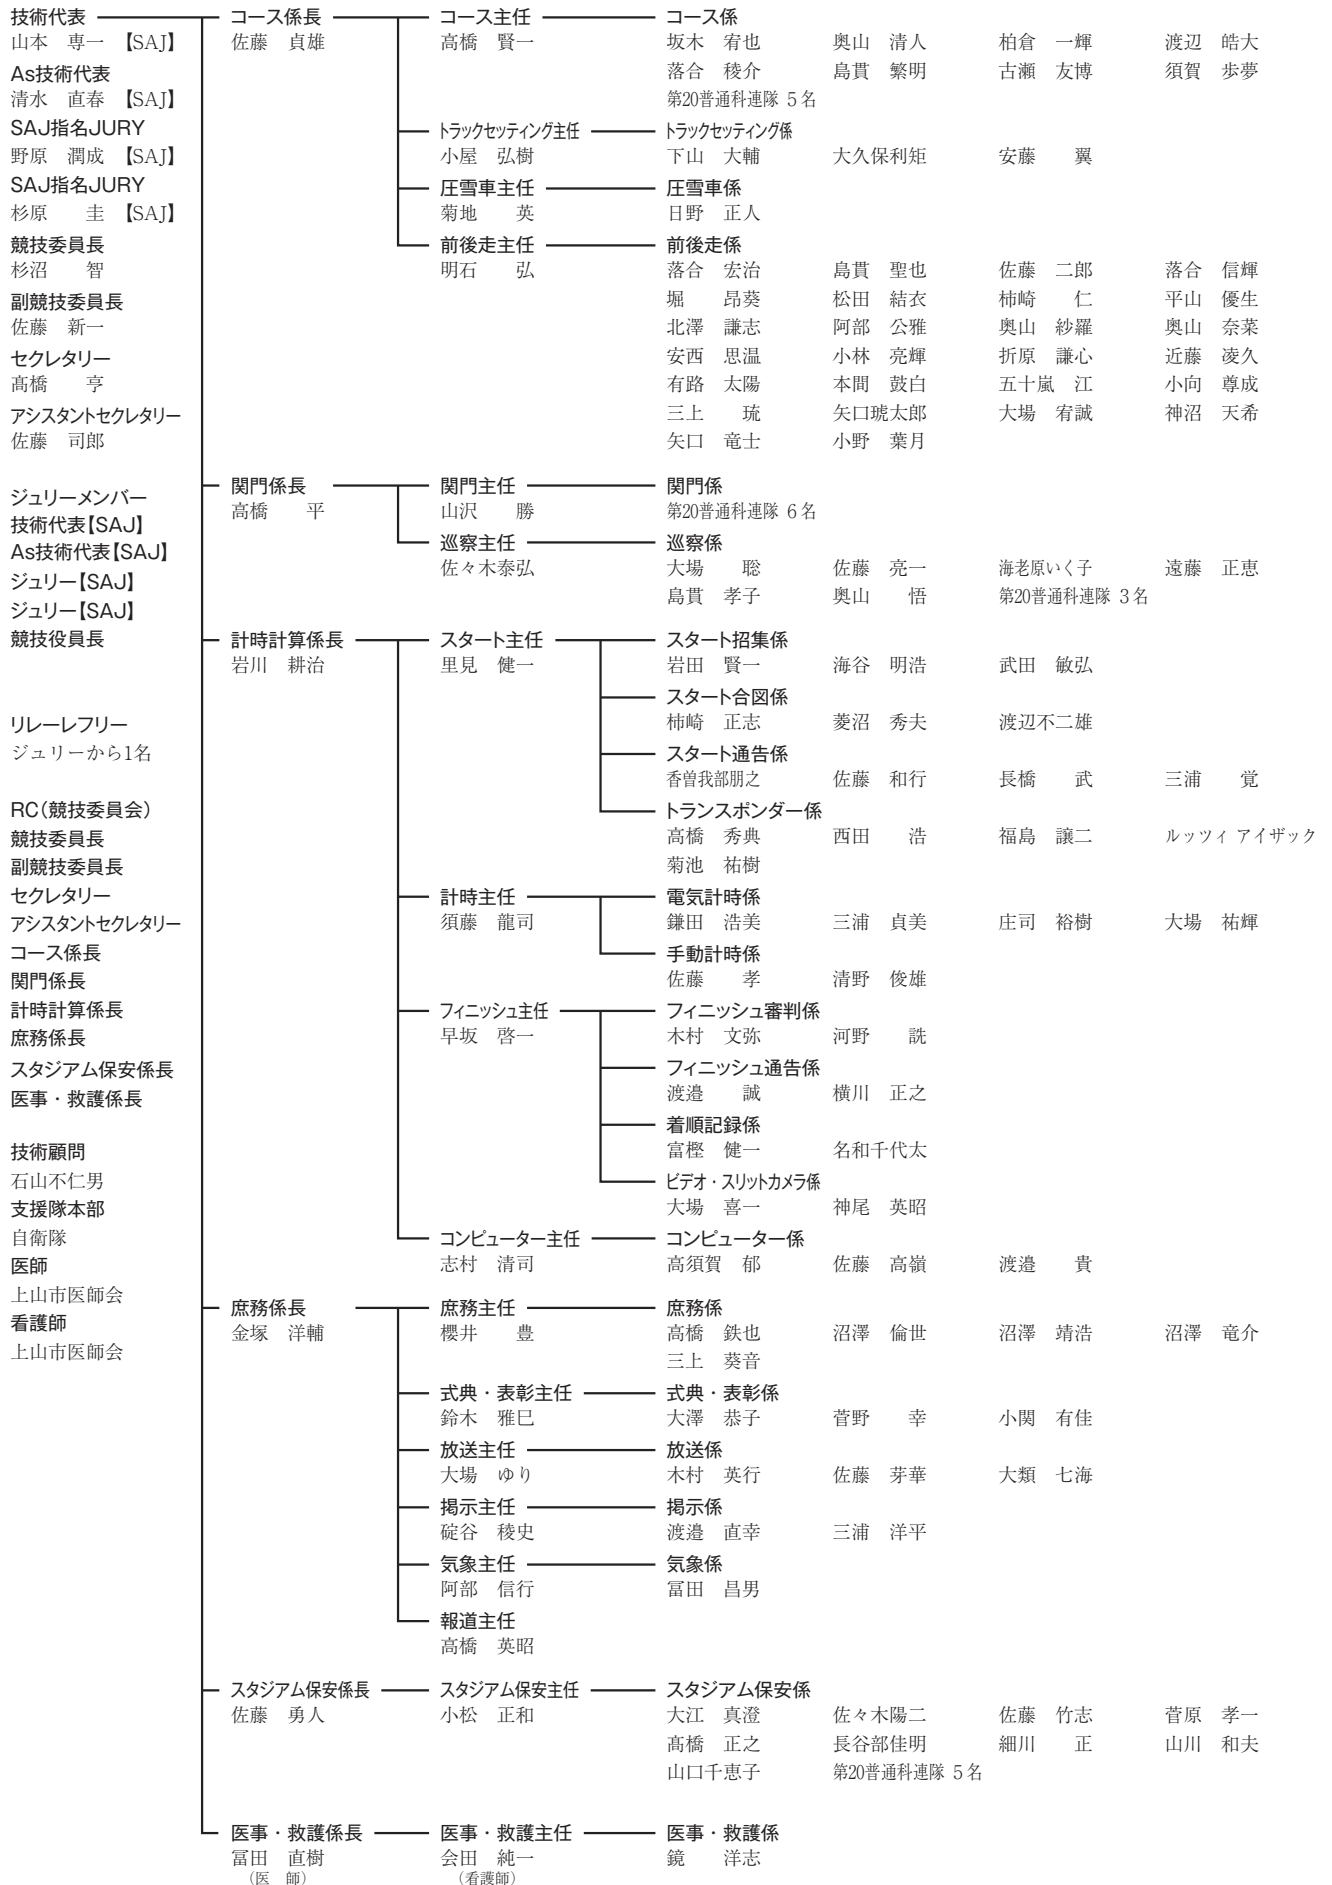 技術代表
山本 専一 【SAJ】
As技術代表
清水 直春 【SAJ】
SAJ指名JURY
野原 潤成 【SAJ】
SAJ指名JURY
杉原 圭 【SAJ】
競技委員長
杉沼 智
副競技委員長
佐藤 新一
セクレタリー
髙橋 亨
アシスタントセクレタリー
佐藤 司郎
ジュリーメンバー
技術代表【SAJ】
As技術代表【SAJ】
ジュリー【SAJ】
ジュリー【SAJ】
競技役員長
リレーレフリー
ジュリーから1名
RC(競技委員会)
競技委員長
副競技委員長
セクレタリー
アシスタントセクレタリー
コース係長
関門係長
計時計算係長
庶務係長
スタジアム保安係長
医事・救護係長
技術顧問
石山不仁男
支援隊本部
自衛隊
医師
上山市医師会
看護師
上山市医師会
コース係長
佐藤 貞雄
コース主任
高橋 賢一
コース係
坂木 宥也 奥山 清人 柏倉 一輝 渡辺 皓大
落合 稜介 島貫 繁明 古瀬 友博 須賀 歩夢
第20普通科連隊 5名
トラックセッティング主任
小屋 弘樹
トラックセッティング係
下山 大輔 大久保利矩 安藤 翼
圧雪車主任
菊地 英
圧雪車係
日野 正人
前後走主任
明石 弘
前後走係
落合 宏治 島貫 聖也 佐藤 二郎 落合 信輝
堀 昂葵 松田 結衣 柿崎 仁 平山 優生
北澤 謙志 阿部 公雅 奥山 紗羅 奥山 奈菜
安西 思温 小林 亮輝 折原 謙心 近藤 凌久
有路 太陽 本間 鼓白 五十嵐 江 小向 尊成
三上 琉 矢口琥太郎 大場 宥誠 神沼 天希
矢口 竜士 小野 葉月
関門係長
高橋 平
関門主任
山沢 勝
関門係
第20普通科連隊 6名
巡察主任
佐々木泰弘
巡察係
大場 聡 佐藤 亮一 海老原いく子 遠藤 正恵
島貫 孝子 奥山 悟 第20普通科連隊 3名
計時計算係長
岩川 耕治
スタート主任
里見 健一
スタート招集係
岩田 賢一 海谷 明浩 武田 敏弘
スタート合図係
柿崎 正志 菱沼 秀夫 渡辺不二雄
スタート通告係
香曽我部朋之 佐藤 和行 長橋 武 三浦 覚
トランスポンダー係
高橋 秀典 西田 浩 福島 譲二 ルッツィ アイザック
菊池 祐樹
計時主任
須藤 龍司
電気計時係
鎌田 浩美 三浦 貞美 庄司 裕樹 大場 祐輝
手動計時係
佐藤 孝 清野 俊雄
フィニッシュ主任
早坂 啓一
フィニッシュ審判係
木村 文弥 河野 詵
フィニッシュ通告係
渡邉 誠 横川 正之
着順記録係
富樫 健一 名和千代太
ビデオ・スリットカメラ係
大場 喜一 神尾 英昭
コンピューター主任
志村 清司
コンピューター係
高須賀 郁 佐藤 高嶺 渡邉 貴
庶務係長
金塚 洋輔
庶務主任
櫻井 豊
庶務係
高橋 鉄也 沼澤 倫世 沼澤 靖浩 沼澤 竜介
三上 葵音
式典・表彰主任
鈴木 雅巳
式典・表彰係
大澤 恭子 菅野 幸 小関 有佳
放送主任
大場 ゆり
放送係
木村 英行 佐藤 芽華 大類 七海
掲示主任
碇谷 稜史
掲示係
渡邉 直幸 三浦 洋平
気象主任
阿部 信行
気象係
冨田 昌男
報道主任
高橋 英昭
スタジアム保安係長
佐藤 勇人
スタジアム保安主任
小松 正和
スタジアム保安係
大江 真澄 佐々木陽二 佐藤 竹志 菅原 孝一
髙橋 正之 長谷部佳明 細川 正 山川 和夫
山口千恵子 第20普通科連隊 5名
医事・救護係長
冨田 直樹
(医 師)
医事・救護主任
会田 純一
(看護師)
医事・救護係
鏡 洋志